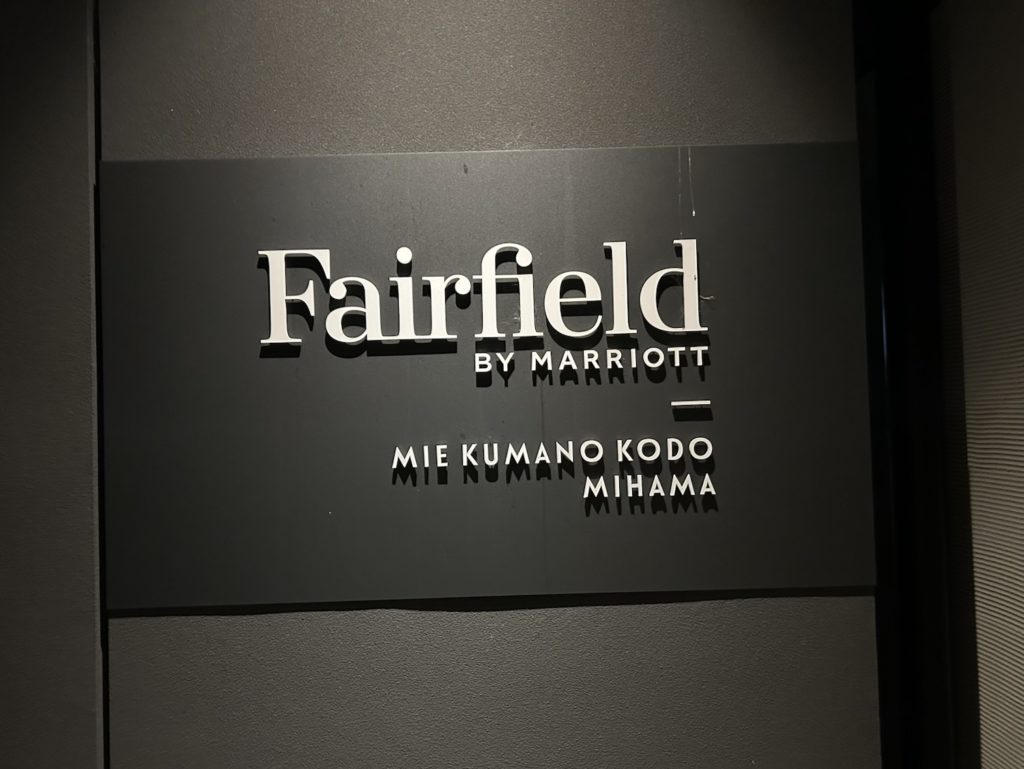 Fairfield
BY MARRIOTT
MIE KUMANO KODO
MIHAMA